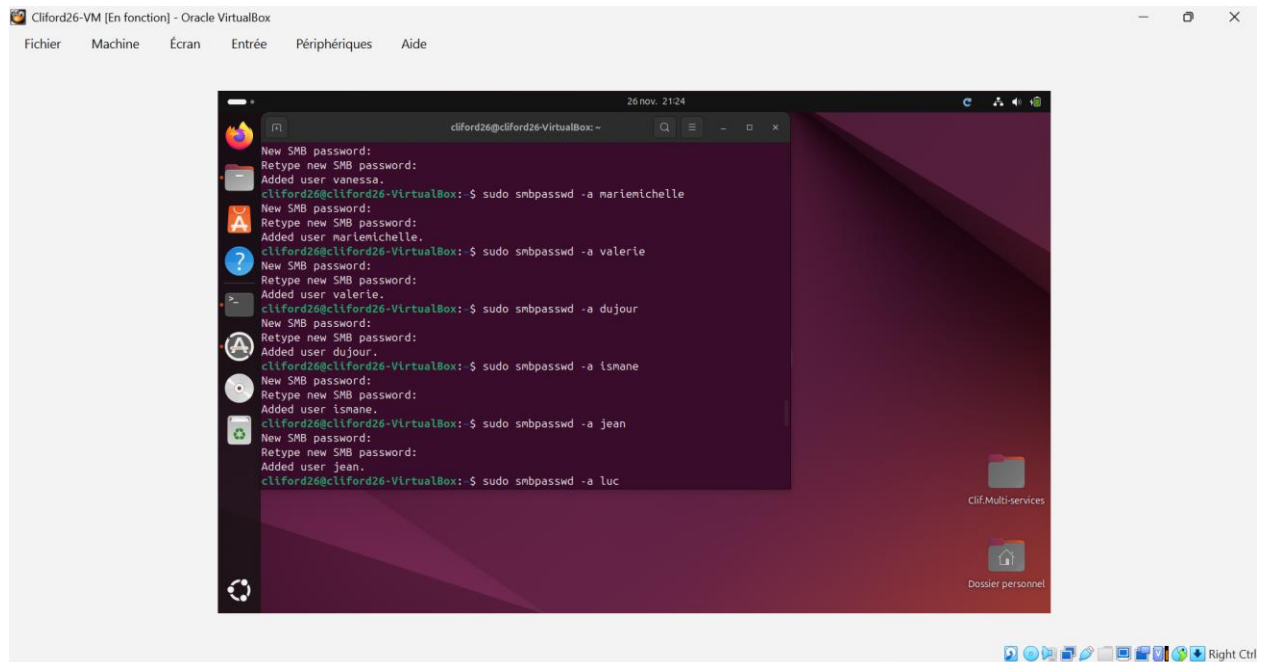 Cliford26-VM [En fonction] - Oracle VirtualBox
Fichier Machine Écran Entrée Périphériques Aide
26 nov. 21:24
cliford26@cliford26-VirtualBox: ~
New SMB password:
Retype new SMB password:
Added user vanessa.
cliford26@cliford26-VirtualBox:~$ sudo smbpasswd -a mariemichelle
New SMB password:
Retype new SMB password:
Added user mariemichelle.
cliford26@cliford26-VirtualBox:~$ sudo smbpasswd -a valerie
New SMB password:
Retype new SMB password:
Added user valerie.
cliford26@cliford26-VirtualBox:~$ sudo smbpasswd -a dujour
New SMB password:
Retype new SMB password:
Added user dujour.
cliford26@cliford26-VirtualBox:~$ sudo smbpasswd -a ismane
New SMB password:
Retype new SMB password:
Added user ismane.
cliford26@cliford26-VirtualBox:~$ sudo smbpasswd -a jean
New SMB password:
Retype new SMB password:
Added user jean.
cliford26@cliford26-VirtualBox:~$ sudo smbpasswd -a luc
Clif.Multi-services
Dossier personnel
Right Ctrl